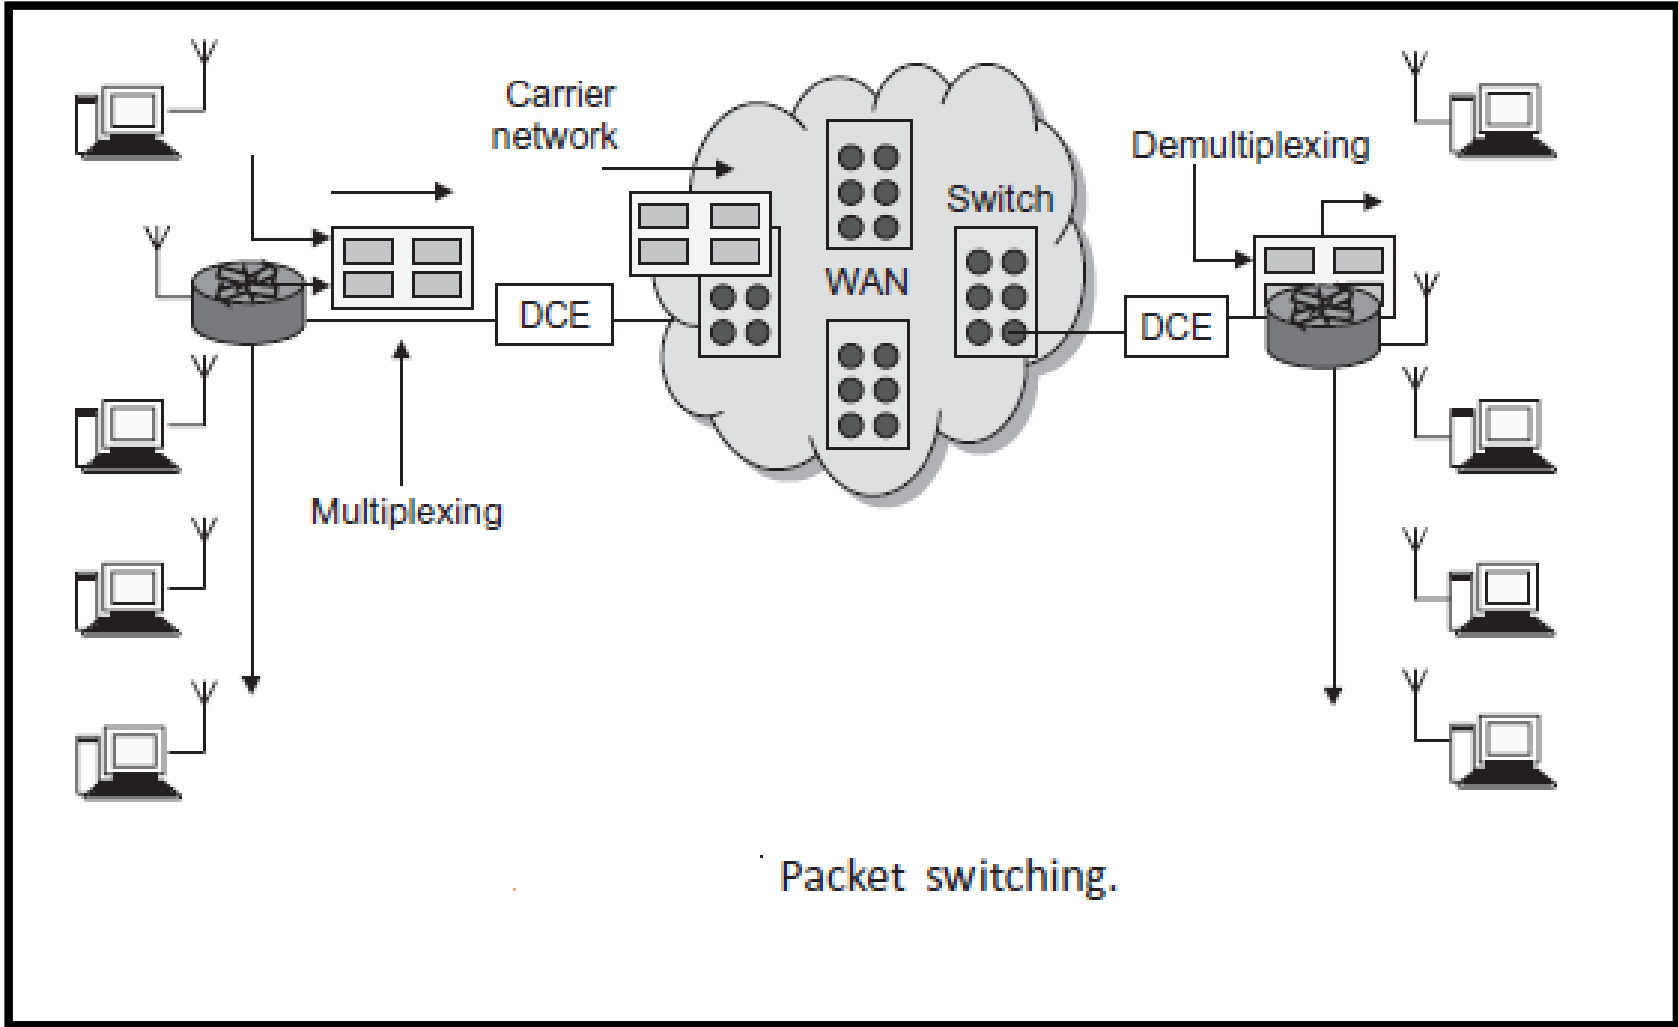 Carrier
network
Demultiplexing
Switch
WAN
DCE
DCE
Multiplexing
Packet switching.